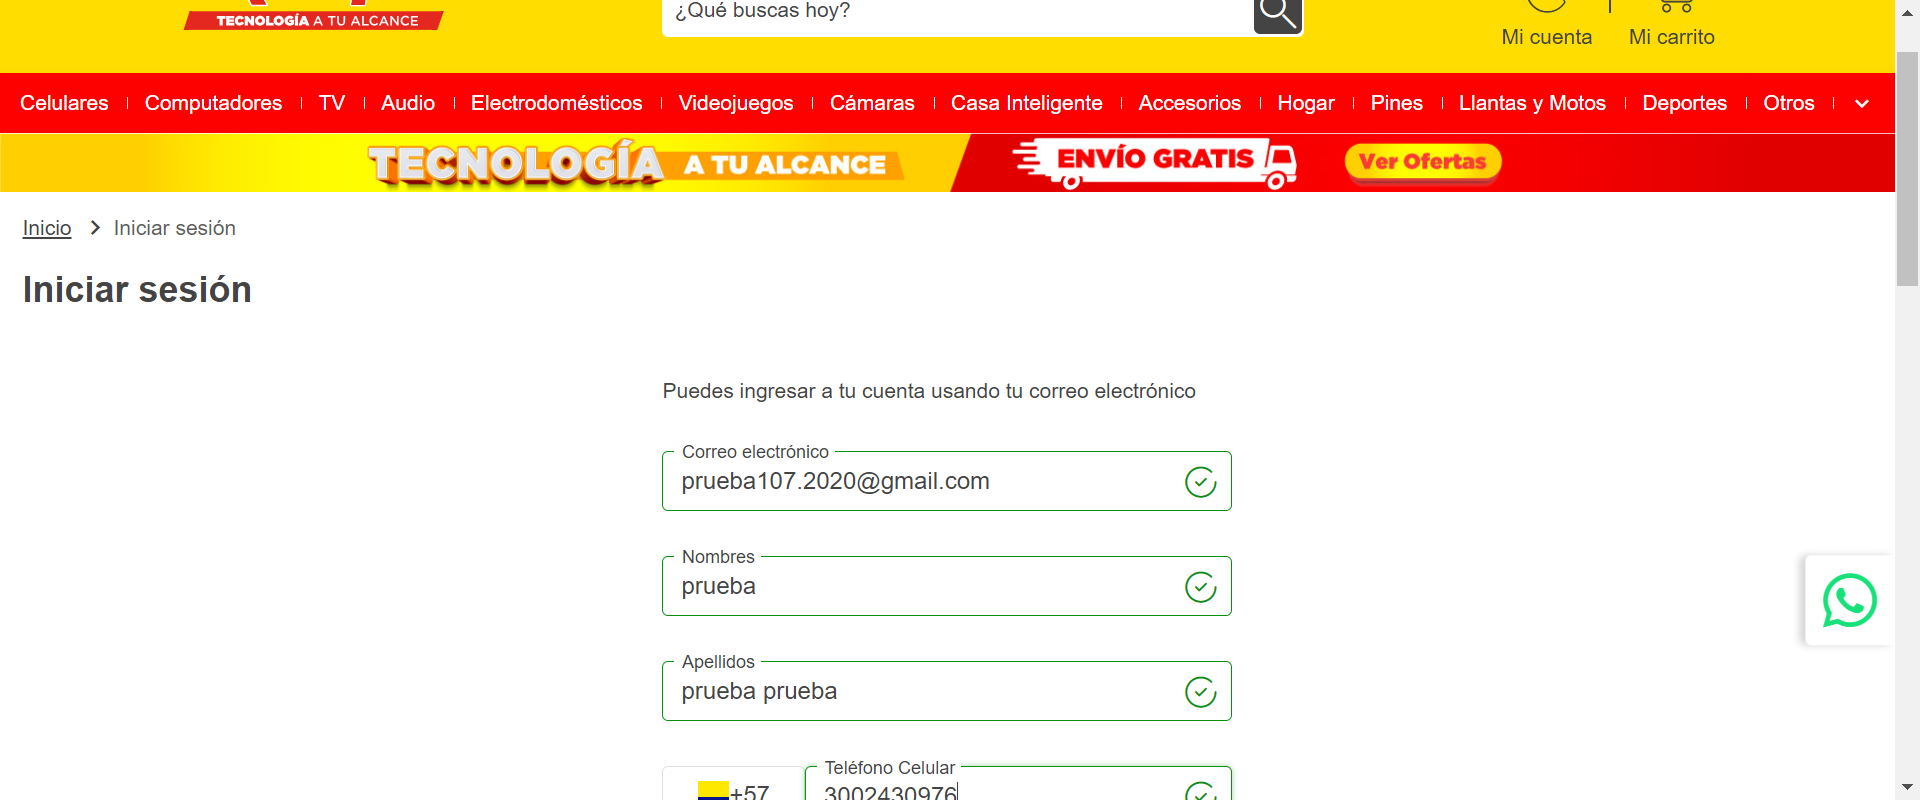 TECNOLOGÍA A TU ALCANCE
¿Qué buscas hoy?
Mi cuenta
Mi carrito
Celulares
Computadores
TV
Audio
Electrodomésticos
Videojuegos
Cámaras
Casa Inteligente
Accesorios
Hogar
Pines
Llantas y Motos
Deportes
Otros
TECNOLOGÍA A TU ALCANCE
ENVÍO GRATIS
Ver Ofertas
Inicio
Iniciar sesión
Iniciar sesión
Puedes ingresar a tu cuenta usando tu correo electrónico
Correo electrónico
prueba107.2020@gmail.com
Nombres
prueba
Apellidos
prueba prueba
Teléfono Celular
+57
3002430976